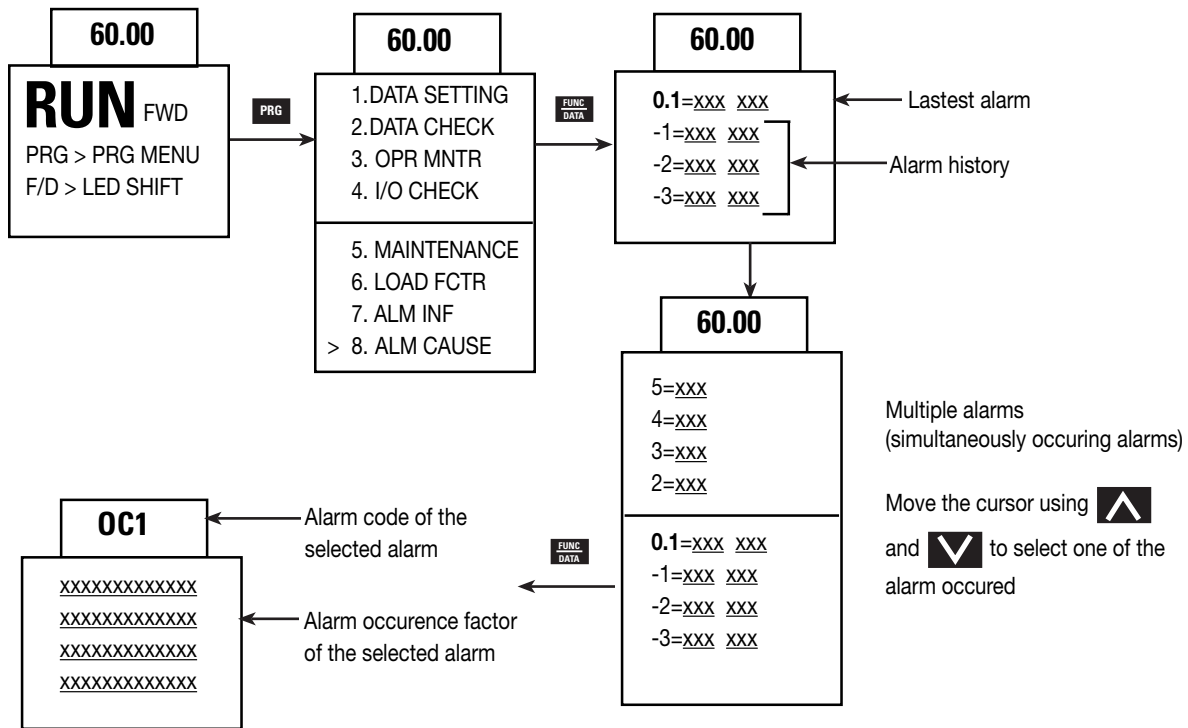 60.00
RUN FWD
PRG > PRG MENU
F/D > LED SHIFT
PRG
60.00
1.DATA SETTING
2.DATA CHECK
3. OPR MNTR
4. I/O CHECK
5. MAINTENANCE
6. LOAD FCTR
7. ALM INF
> 8. ALM CAUSE
FUNC
DATA
60.00
0.1=xxx xxx
-1=xxx xxx
-2=xxx xxx
-3=xxx xxx
Lastest alarm
Alarm history
60.00
5=xxx
4=xxx
3=xxx
2=xxx
0.1=xxx xxx
-1=xxx xxx
-2=xxx xxx
-3=xxx xxx
Multiple alarms
(simultaneously occuring alarms)
Move the cursor using
and to select one of the
alarm occured
FUNC
DATA
OC1
xxxxxxxxxxxxx
xxxxxxxxxxxxx
xxxxxxxxxxxxx
xxxxxxxxxxxxx
Alarm code of the
selected alarm
Alarm occurence factor
of the selected alarm